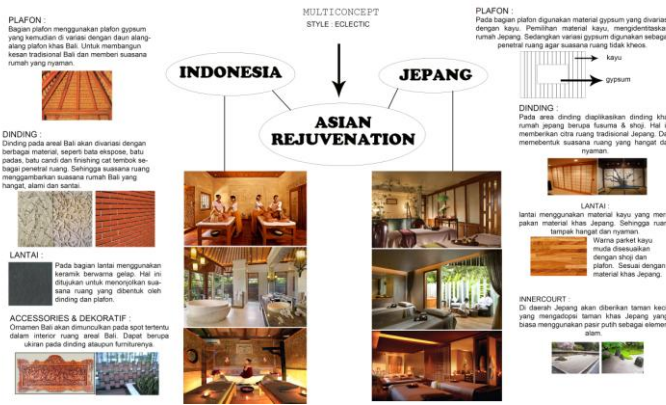 MULTICONCEPT
STYLE : ECLECTIC
INDONESIA
JEPANG
ASIAN
REJUVENATION
PLAFON :
Bagian plafon menggunakan plafon gypsum
yang kemudian di variasi dengan daun alang-
alang plafon khas Bali. Untuk membangun
kesan tradisional Bali dan memberi suasana
rumah yang nyaman.
DINDING :
Dinding pada areal Bali akan divariasi dengan
berbagai material, seperti bata ekspose, batu
padas, batu candi dan finishing cat tembok se-
bagai penetral ruang. Sehingga suasana ruang
menggambarkan suasana rumah Bali yang
hangat, alami dan santai.
LANTAI :
Pada bagian lantai menggunakan
keramik berwarna gelap. Hal ini
ditujukan untuk menonjolkan sua-
sana ruang yang dibentuk oleh
dinding dan plafon.
ACCESSORIES & DEKORATIF :
Ornamen Bali akan dimunculkan pada spot tertentu
dalam interior ruang areal Bali. Dapat berupa
ukiran pada dinding ataupun furniturenya.
PLAFON :
Pada bagian plafon digunakan material gypsum yang divarias
dengan kayu. Pemilihan material kayu, mengidentitaskan
rumah Jepang. Sedangkan variasi gypsum digunakan sebagai
penetral ruang agar suasana ruang tidak kheos.
kayu
gypsum
DINDING :
Pada area dinding diaplikasikan dinding khas
rumah jepang berupa fusuma & shoji. Hal i
memberikan citra ruang tradisional Jepang. Da
memebentuk suasana ruang yang hangat da
nyaman.
LANTAI :
lantai menggunakan material kayu yang mer
pakan material khas Jepang. Sehingga ruan
tampak hangat dan nyaman.
Warna parket kayu
muda disesuaikan
dengan shoji dan
plafon. Sesuai dengan
material khas Jepang.
INNERCOURT :
Di daerah Jepang akan diberikan taman keci
yang mengadopsi taman khas Jepang yang
biasa menggunakan pasir putih sebagai elemen
alam.